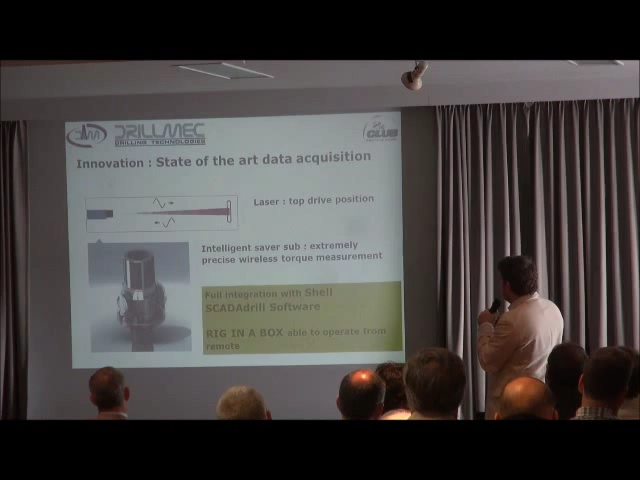 DRILLMEC
DRILLING TECHNOLOGIES
CLUB
Innovation : State of the art data acquisition
Laser : top drive position
Intelligent saver sub : extremely
precise wireless torque measurement
Full integration with Shell
SCADAdrill Software
RIG IN A BOX able to operate from
remote